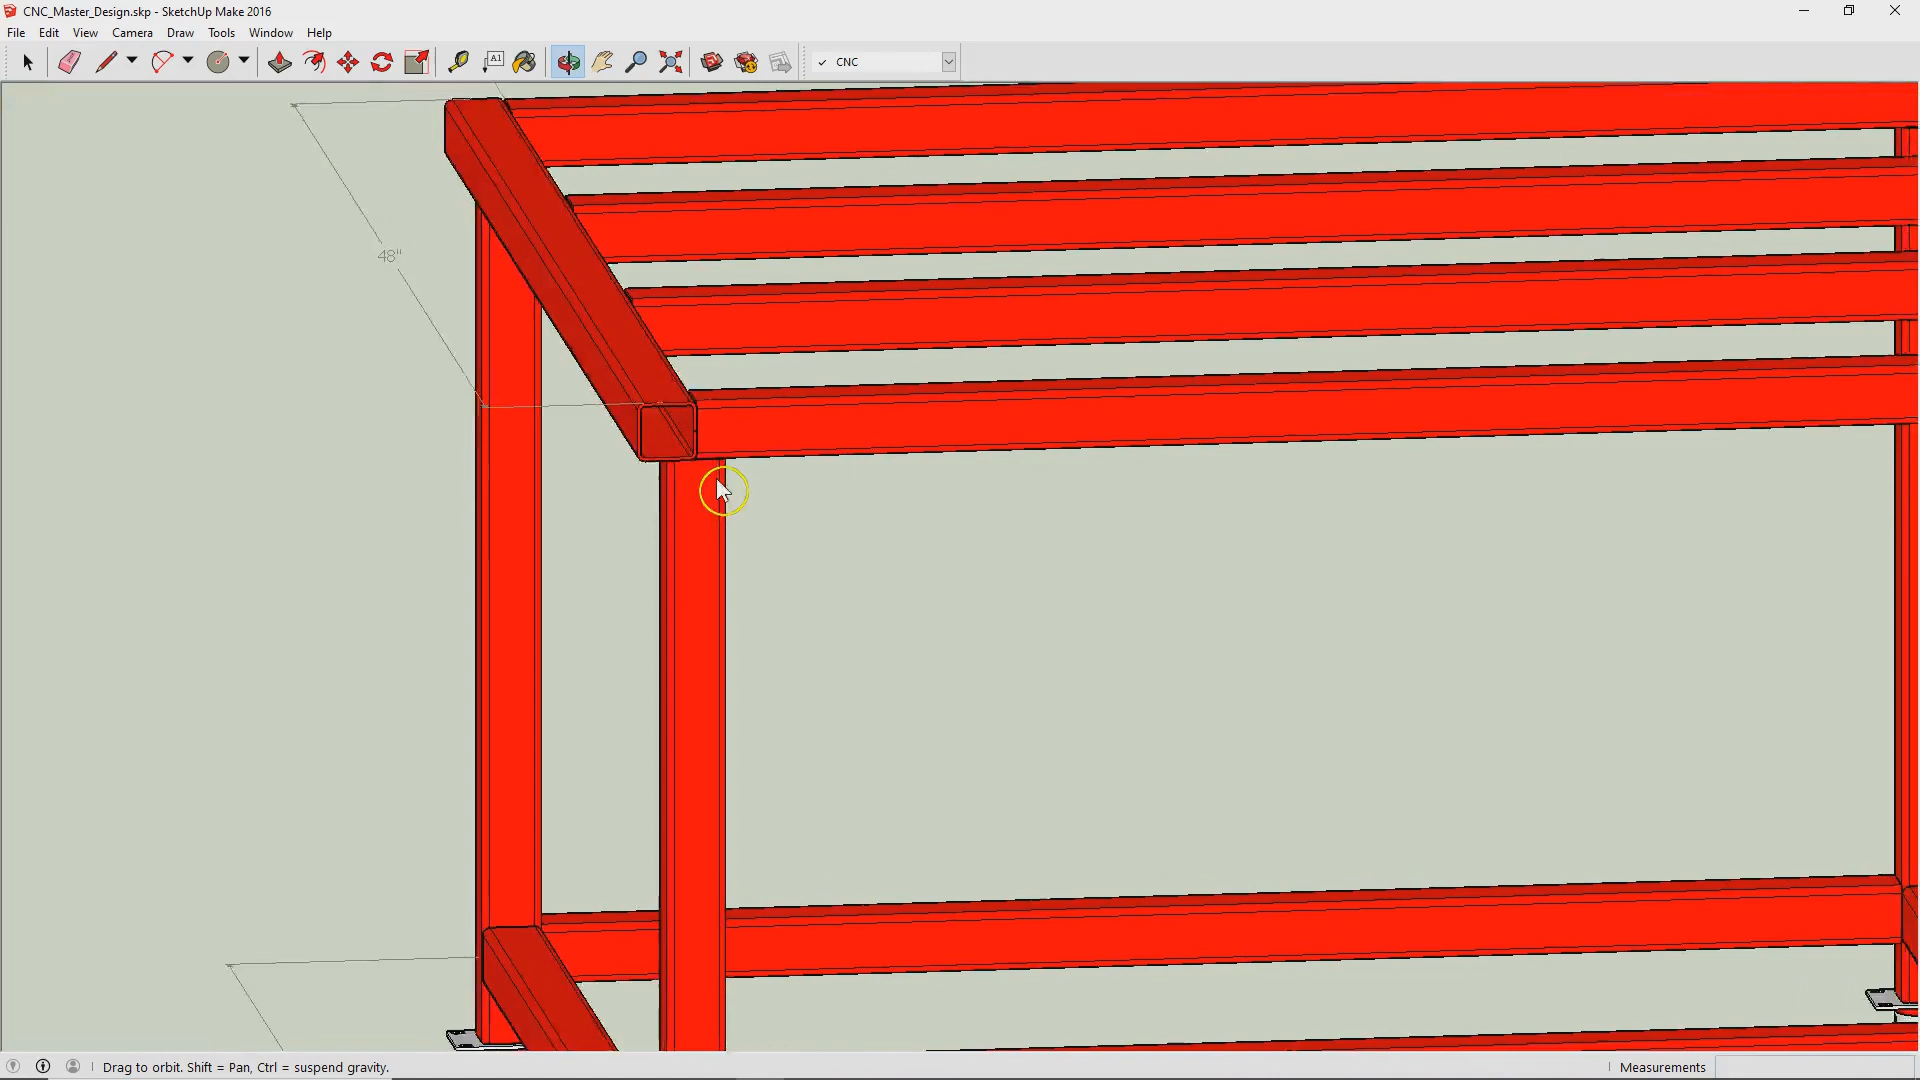 CNC_Master_Design.skp - SketchUp Make 2016
File Edit View Camera Draw Tools Window Help
A1
CNC
48"
Drag to orbit. Shift = Pan, Ctrl = suspend gravity.
Measurements